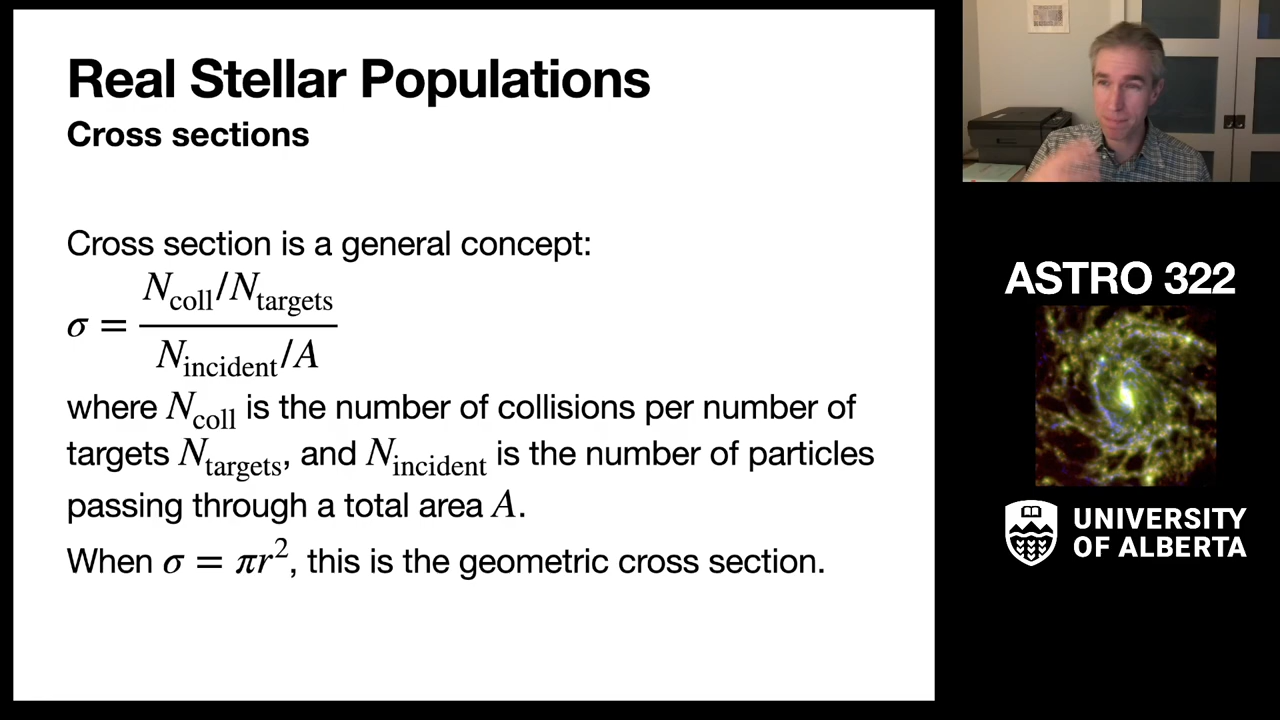 Real Stellar Populations
Cross sections
Cross section is a general concept:
σ = (N_coll/N_targets)/(N_incident/A)
where N_coll is the number of collisions per number of
targets N_targets, and N_incident is the number of particles
passing through a total area A.
When σ = πr², this is the geometric cross section.
ASTRO 322
UNIVERSITY
OF ALBERTA